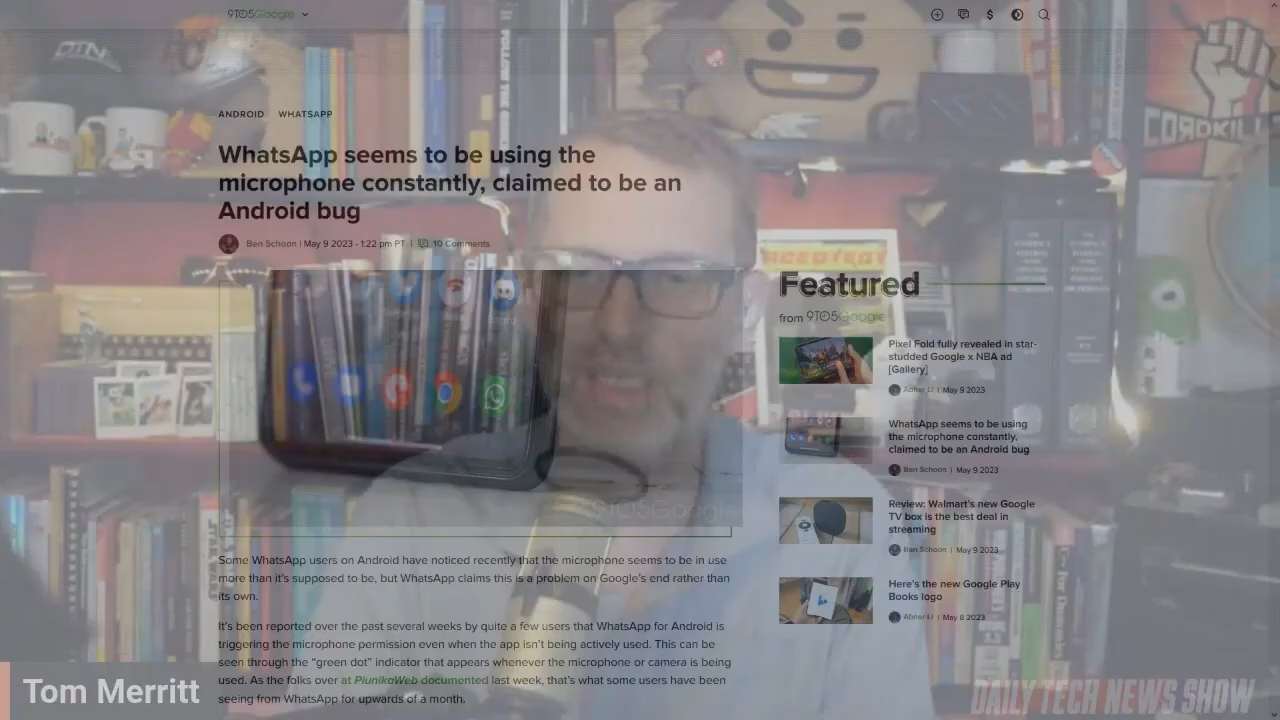 9TO5Google
ANDROID WHATSAPP
WhatsApp seems to be using the
microphone constantly, claimed to be an
Android bug
Ben Schoon | May 9 2023 - 1:22 pm PT | 10 Comments
Featured
from 9TO5Google
Pixel Fold fully revealed in star-
studded Google x NBA ad
[Gallery]
Abner Li | May 9 2023
WhatsApp seems to be using
the microphone constantly,
claimed to be an Android bug
Ben Schoon | May 9 2023
Review: Walmart's new Google
TV box is the best deal in
streaming
Ben Schoon | May 9 2023
Here's the new Google Play
Books logo
Abner Li | May 8 2023
9TO5Google
Some WhatsApp users on Android have noticed recently that the microphone seems to be in use
more than it's supposed to be, but WhatsApp claims this is a problem on Google's end rather than
its own.
It's been reported over the past several weeks by quite a few users that WhatsApp for Android is
triggering the microphone permission even when the app isn't being actively used. This can be
seen through the "green dot" indicator that appears whenever the microphone or camera is being
used. As the folks over at PiunikaWeb documented last week, that's what some users have been
seeing from WhatsApp for upwards of a month.
Tom Merritt
DAILY TECH NEWS SHOW